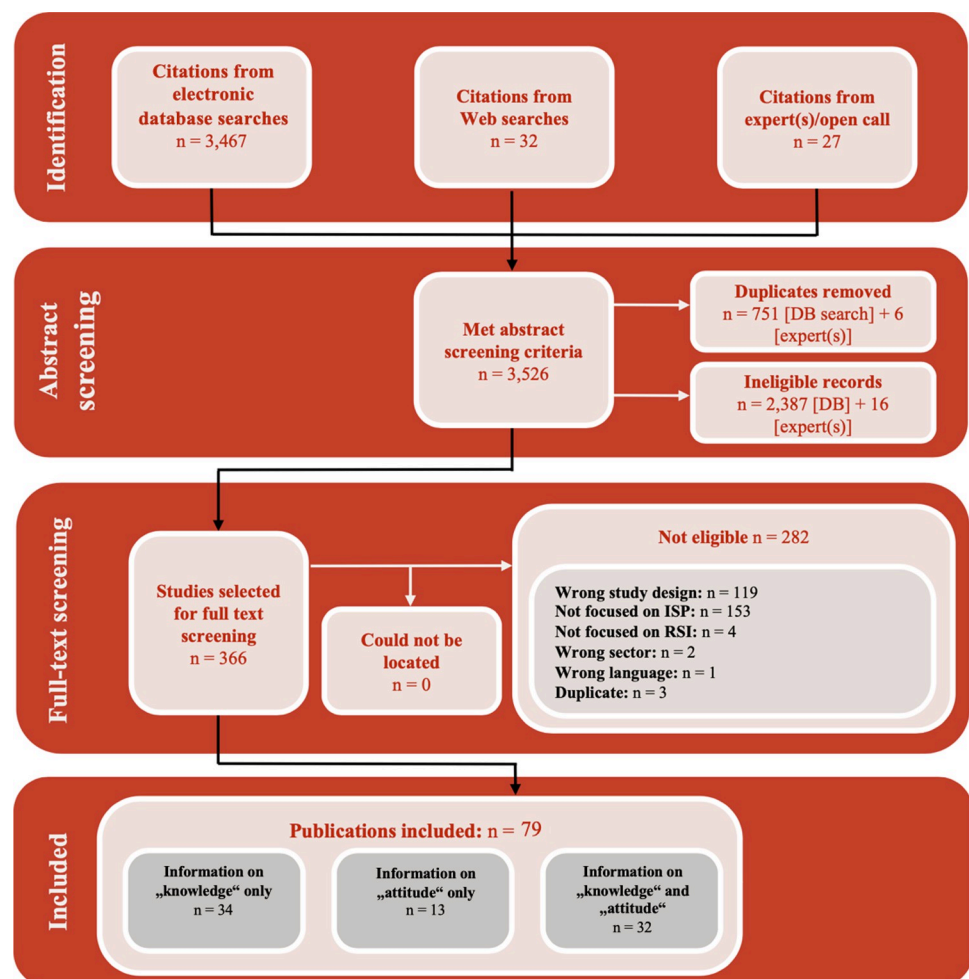 Identification
Citations from
electronic
database searches
n = 3,467
Citations from
Web searches
n = 32
Citations from
expert(s)/open call
n = 27
Abstract
screening
Met abstract
screening criteria
n = 3,526
Duplicates removed
n = 751 [DB search] + 6
[expert(s)]
Ineligible records
n = 2,387 [DB] + 16
[expert(s)]
Full-text screening
Studies selected
for full text
screening
n = 366
Could not be
located
n = 0
Not eligible n = 282
Wrong study design: n = 119
Not focused on ISP: n = 153
Not focused on RSI: n = 4
Wrong sector: n = 2
Wrong language: n = 1
Duplicate: n = 3
Included
Publications included: n = 79
Information on
„knowledge“ only
n = 34
Information on
„attitude“ only
n = 13
Information on
„knowledge“ and
„attitude“
n = 32